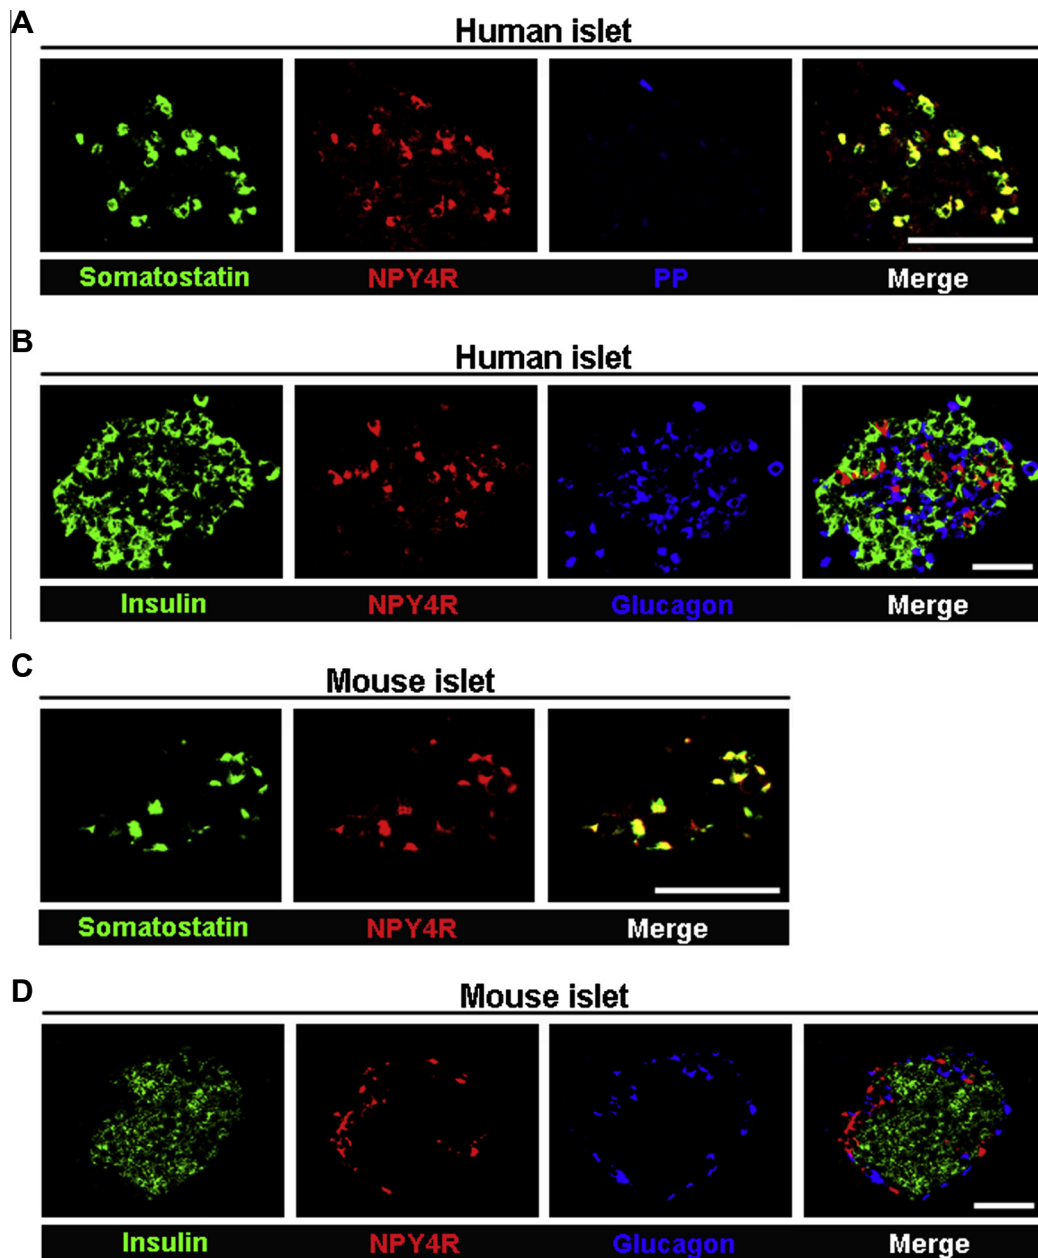 A
Human islet
Somatostatin NPY4R PP Merge
B
Human islet
Insulin NPY4R Glucagon Merge
C
Mouse islet
Somatostatin NPY4R Merge
D
Mouse islet
Insulin NPY4R Glucagon Merge